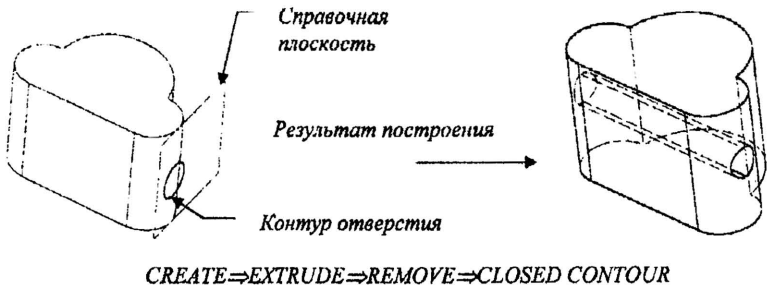 Справочная
плоскость
Результат построения
Контур отверстия
CREATE⇒EXTRUDE⇒REMOVE⇒CLOSED CONTOUR